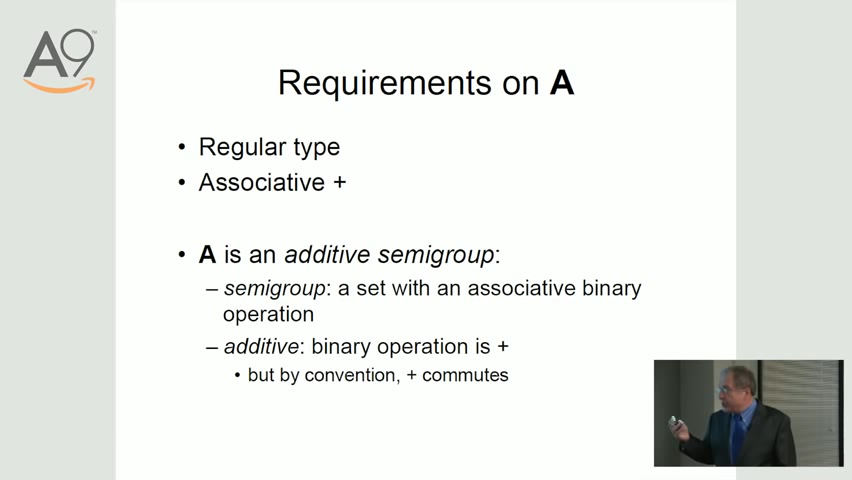 A9™
Requirements on A
• Regular type
• Associative +
• A is an additive semigroup:
– semigroup: a set with an associative binary
operation
– additive: binary operation is +
• but by convention, + commutes